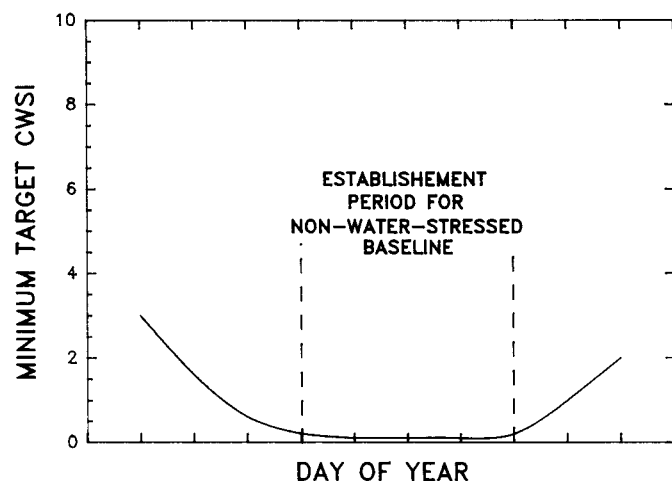 10
8
6
4
2
0
MINIMUM TARGET CWSI
ESTABLISHEMENT
PERIOD FOR
NON-WATER-STRESSED
BASELINE
DAY OF YEAR